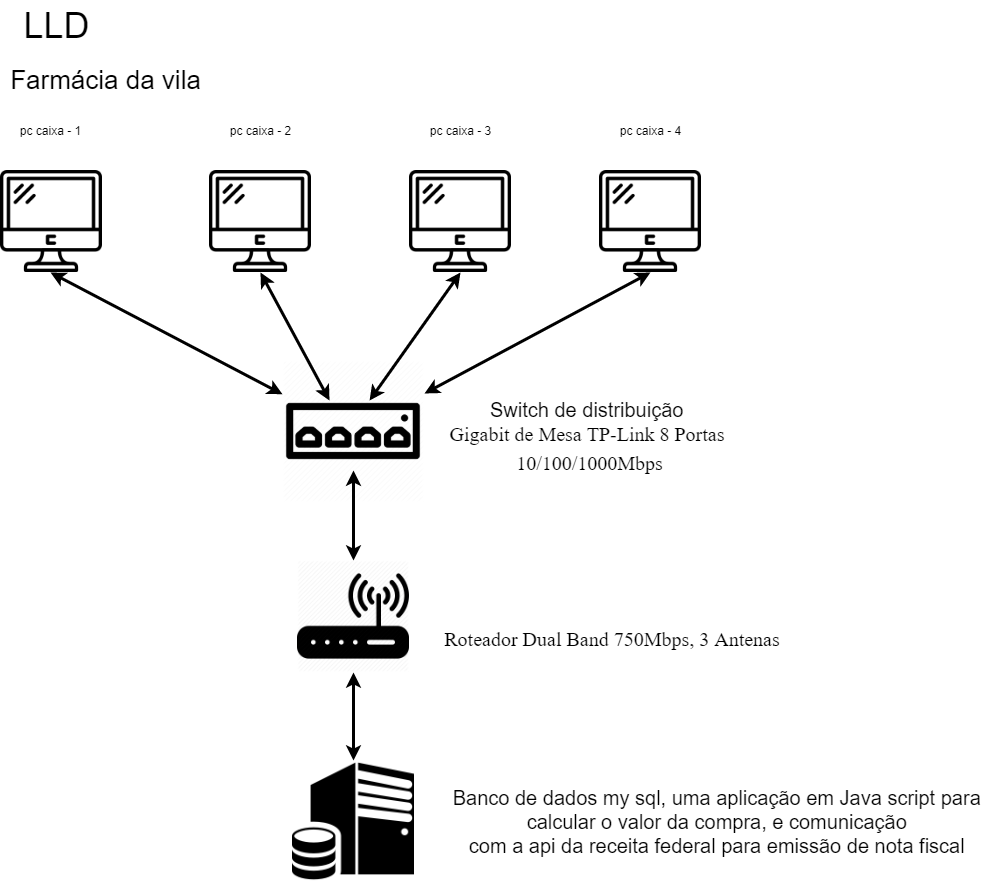 LLD
Farmácia da vila
pc caixa - 1
pc caixa - 2
pc caixa - 3
pc caixa - 4
Switch de distribuição
Gigabit de Mesa TP-Link 8 Portas
10/100/1000Mbps
Roteador Dual Band 750Mbps, 3 Antenas
Banco de dados my sql, uma aplicação em Java script para
calcular o valor da compra, e comunicação
com a api da receita federal para emissão de nota fiscal